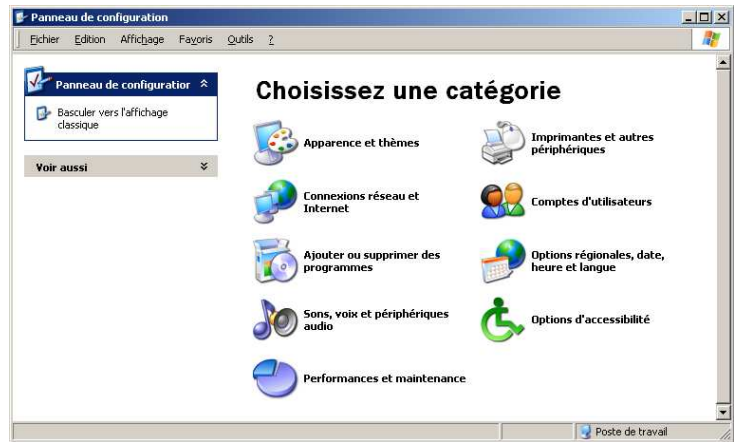 Panneau de configuration
Fichier Edition Affichage Favoris Outils ?
Panneau de configuration
Basculer vers l'affichage
classique
Voir aussi
Choisissez une catégorie
Apparence et thèmes
Imprimantes et autres
périphériques
Connexions réseau et
Internet
Comptes d'utilisateurs
Ajouter ou supprimer des
programmes
Options régionales, date,
heure et langue
Sons, voix et périphériques
audio
Options d'accessibilité
Performances et maintenance
Poste de travail